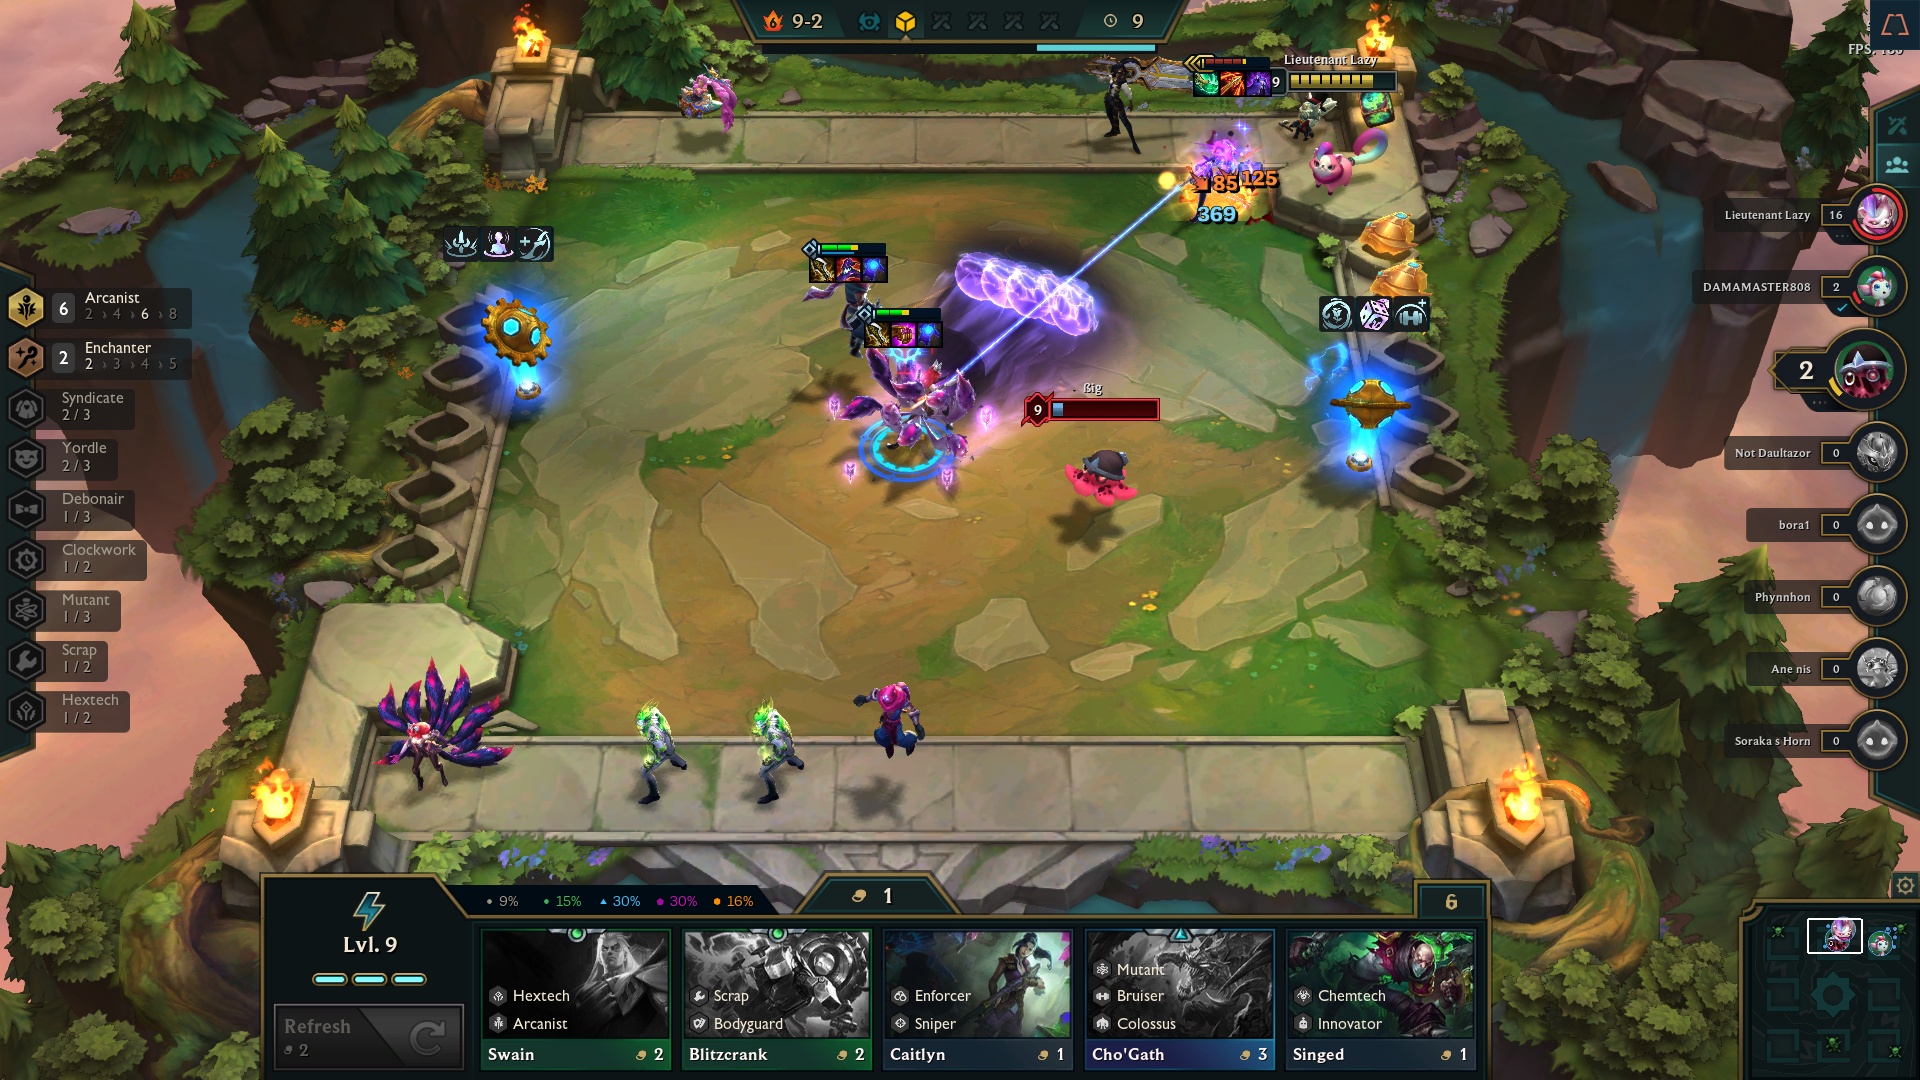 9-2
9
Lieutenant Lazy
9
85
125
369
ßig
9
6
Arcanist
2 › 4 › 6 › 8
2
Enchanter
2 › 3 › 4 › 5
Syndicate
2 / 3
Yordle
2 / 3
Debonair
1 / 3
Clockwork
1 / 2
Mutant
1 / 3
Scrap
1 / 2
Hextech
1 / 2
Lieutenant Lazy 16
DAMAMASTER808 2
2
Not Daultazor 0
bora1 0
Phynnhon 0
Ane nis 0
Soraka s Horn 0
Lvl. 9
9% 15% 30% 30% 16%
1
6
Refresh
2
Hextech
Arcanist
Swain 2
Scrap
Bodyguard
Blitzcrank 2
Enforcer
Sniper
Caitlyn 1
Mutant
Bruiser
Colossus
Cho'Gath 3
Chemtech
Innovator
Singed 1